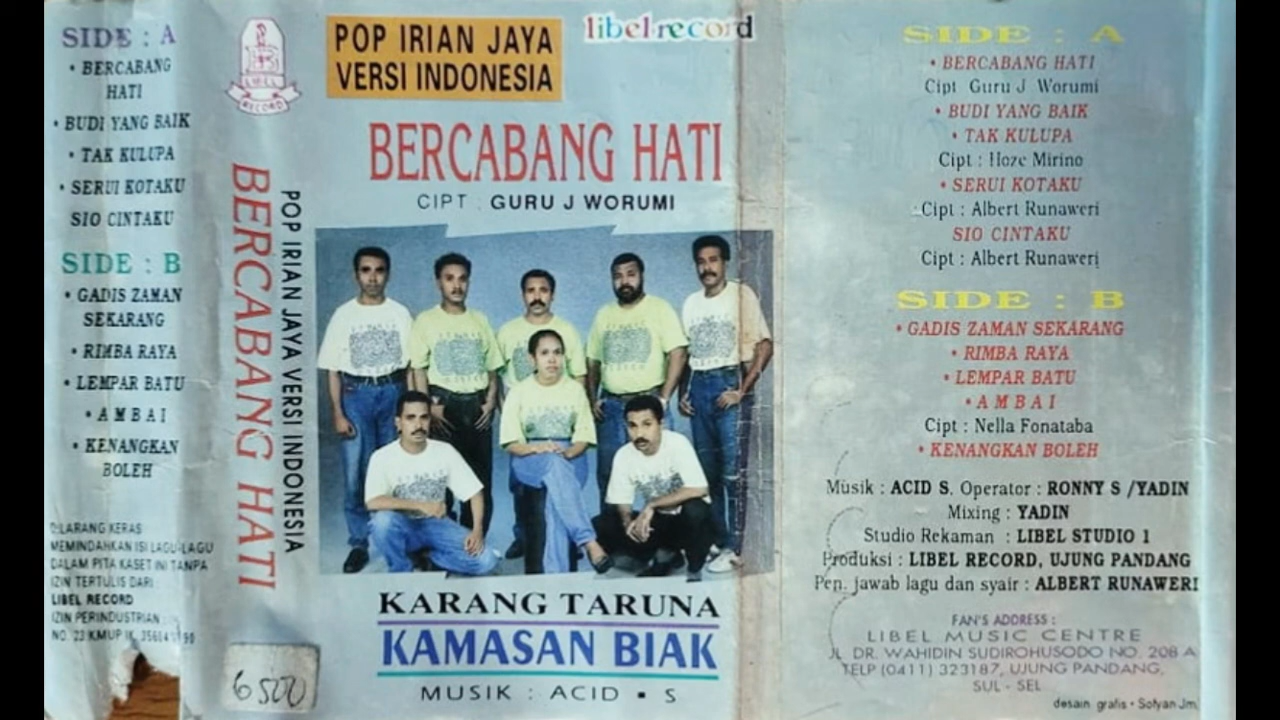 SIDE : A
• BERCABANG
HATI
• BUDI YANG BAIK
• TAK KULUPA
• SERUI KOTAKU
SIO CINTAKU
SIDE : B
• GADIS ZAMAN
SEKARANG
• RIMBA RAYA
• LEMPAR BATU
• A M B A I
• KENANGKAN
BOLEH
DILARANG KERAS
MEMINDAHKAN ISI LAGU-LAGU
DALAM PITA KASET INI TANPA
IZIN TERTULIS DARI
LIBEL RECORD
IZIN PERINDUSTRIAN
NO. 23 KMUP IK
LIBEL
RECORD
BERCABANG HATI
POP IRIAN JAYA VERSI INDONESIA
6500
POP IRIAN JAYA
VERSI INDONESIA
libel record
BERCABANG HATI
CIPT : GURU J WORUMI
KARANG TARUNA
KAMASAN BIAK
MUSIK : ACID • S
SIDE : A
• BERCABANG HATI
Cipt Guru J Worumi
• BUDI YANG BAIK
• TAK KULUPA
Cipt : Hoze Mirino
• SERUI KOTAKU
Cipt : Albert Runaweri
SIO CINTAKU
Cipt : Albert Runaweri
SIDE : B
• GADIS ZAMAN SEKARANG
• RIMBA RAYA
• LEMPAR BATU
• A M B A I
Cipt : Nella Fonataba
• KENANGKAN BOLEH
Musik : ACID S. Operator : RONNY S /YADIN
Mixing : YADIN
Studio Rekaman : LIBEL STUDIO 1
Produksi : LIBEL RECORD, UJUNG PANDANG
Pen. jawab lagu dan syair : ALBERT RUNAWERI
FAN'S ADDRESS :
LIBEL MUSIC CENTRE
JL. DR. WAHIDIN SUDIROHUSODO NO. 208 A
TELP (0411) 323187, UJUNG PANDANG,
SUL - SEL
desain grafis • Sofyan Jm.